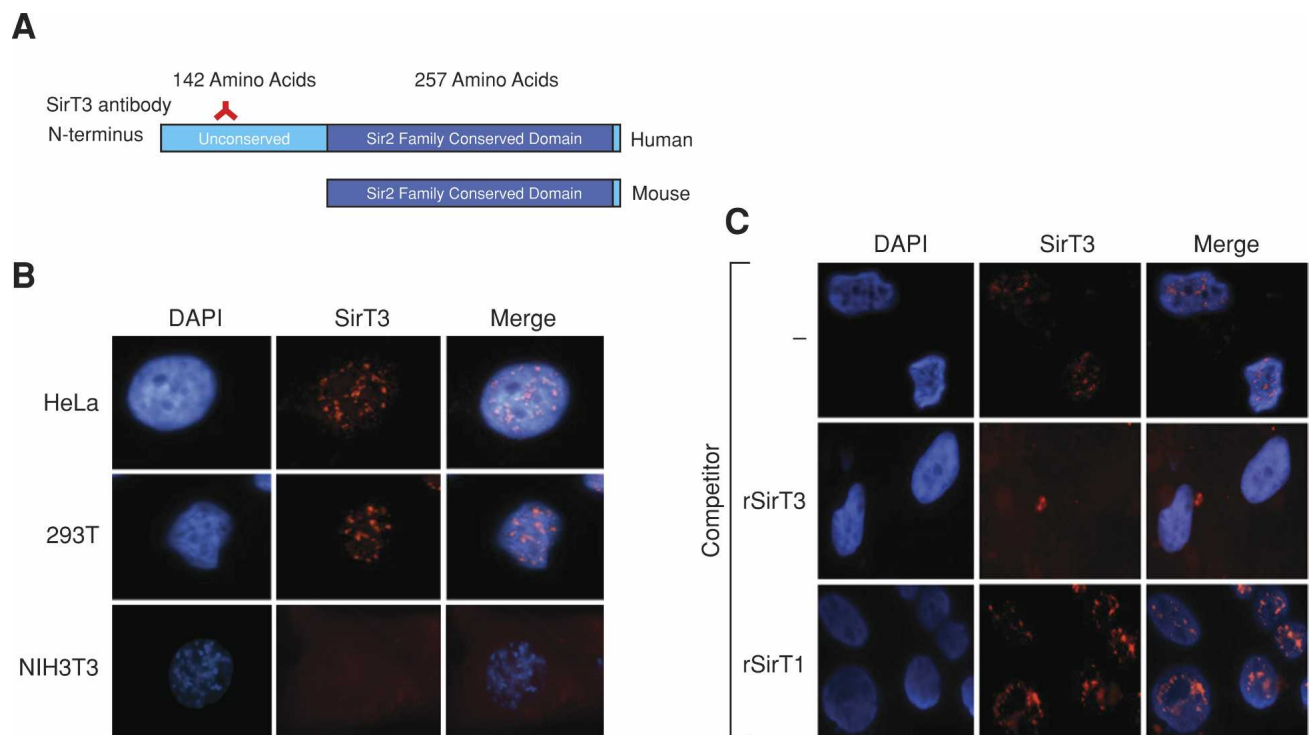 A
142 Amino Acids 257 Amino Acids
SirT3 antibody
N-terminus Unconserved Sir2 Family Conserved Domain Human
Sir2 Family Conserved Domain Mouse
B
DAPI SirT3 Merge
HeLa
293T
NIH3T3
C
DAPI SirT3 Merge
Competitor
–
rSirT3
rSirT1